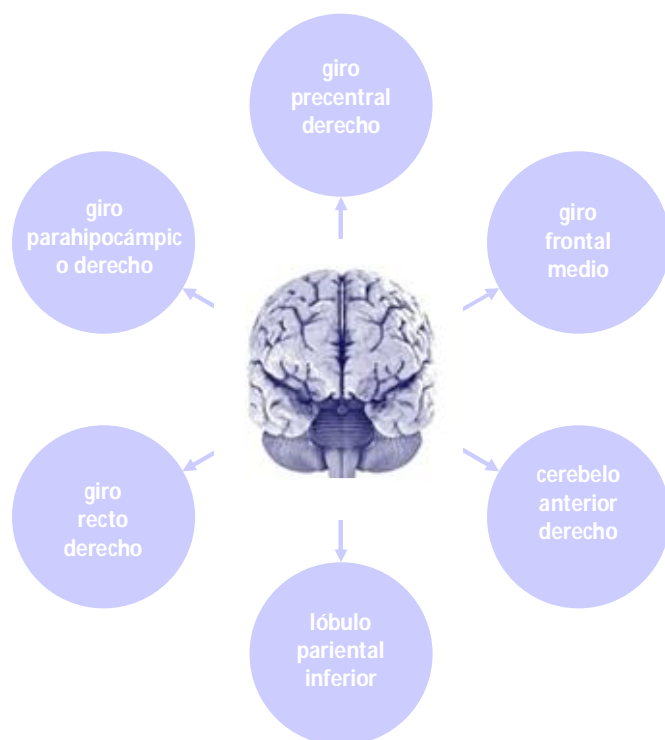 giro
precentral
derecho
giro
parahipocámpic
o derecho
giro
frontal
medio
giro
recto
derecho
cerebelo
anterior
derecho
lóbulo
pariental
inferior